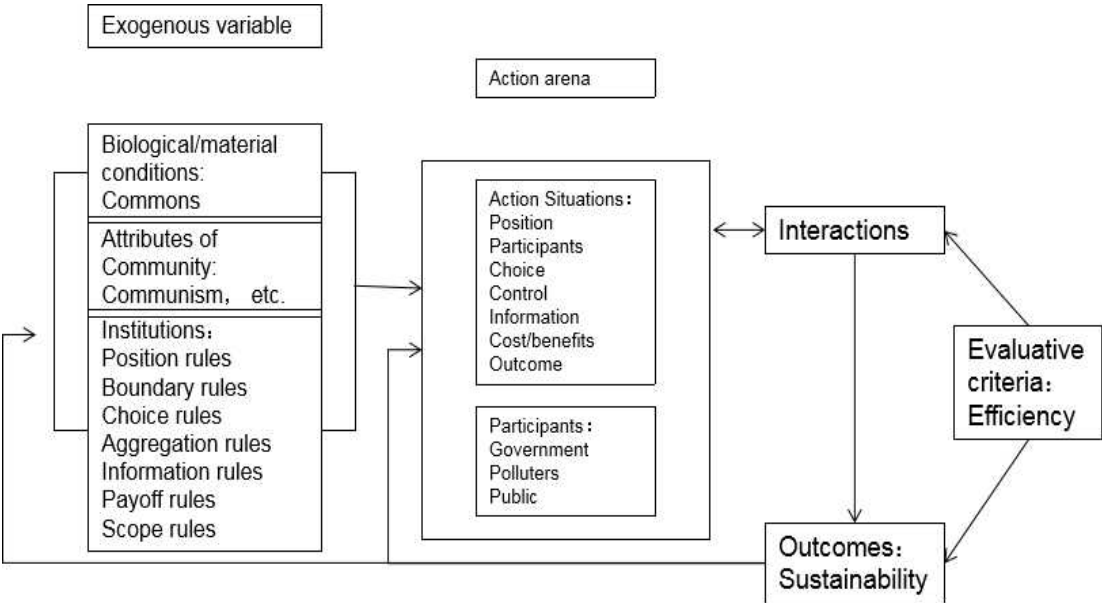 Exogenous variable
Action arena
Biological/material
conditions:
Commons
Attributes of
Community:
Communism， etc.
Institutions：
Position rules
Boundary rules
Choice rules
Aggregation rules
Information rules
Payoff rules
Scope rules
Action Situations：
Position
Participants
Choice
Control
Information
Cost/benefits
Outcome
Participants：
Government
Polluters
Public
Interactions
Evaluative
criteria：
Efficiency
Outcomes：
Sustainability